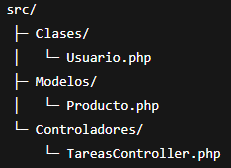 src/
├─ Clases/
│   └─ Usuario.php
├─ Modelos/
│   └─ Producto.php
└─ Controladores/
    └─ TareasController.php